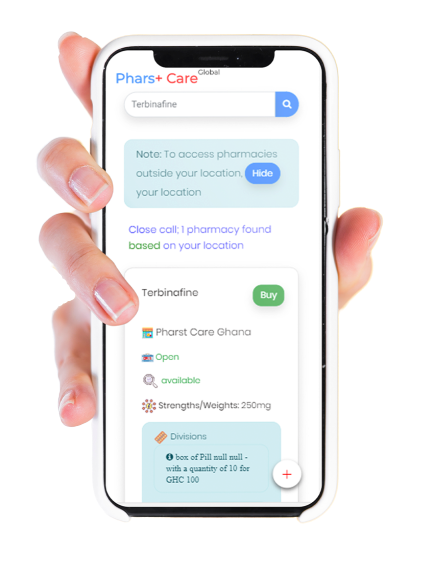 Phars+ Care Global
Terbinafine
Note: To access pharmacies
outside your location, Hide
your location
Close call; 1 pharmacy found
based on your location
Terbinafine
Buy
Pharst Care Ghana
Open
available
Strengths/Weights: 250mg
Divisions
box of Pill null null -
with a quantity of 10 for
GHC 100
+